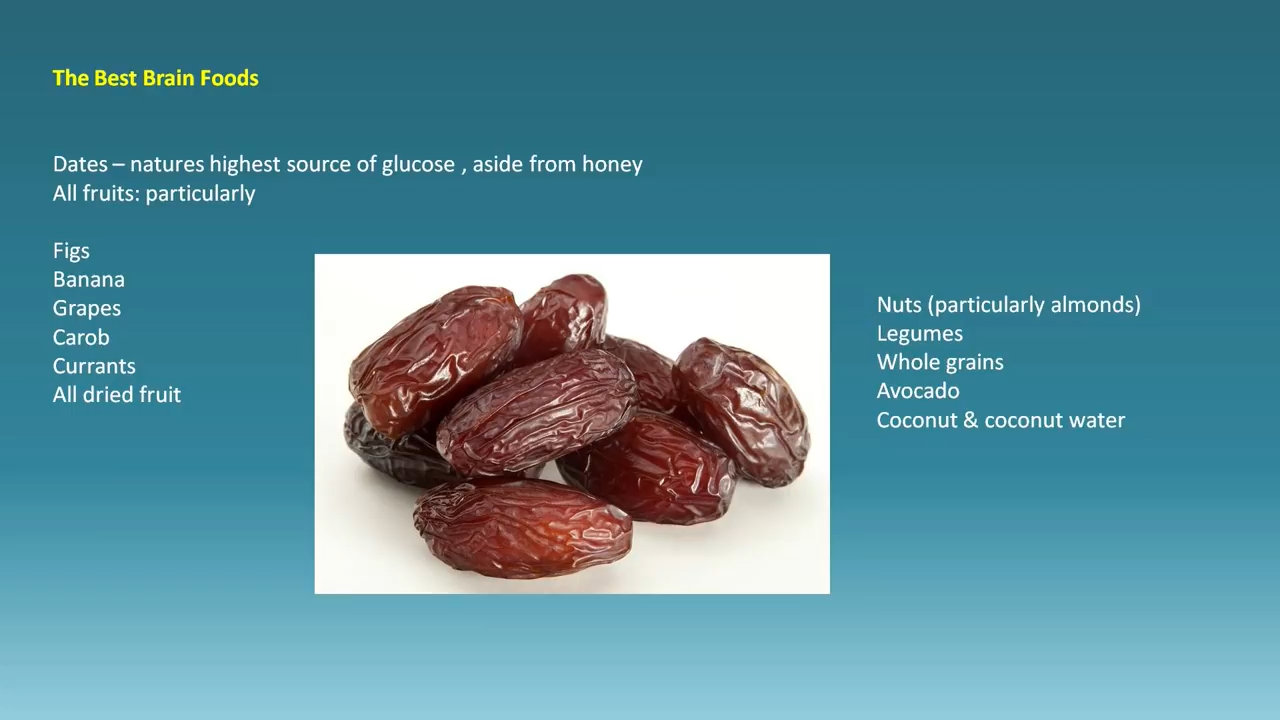 The Best Brain Foods
Dates – natures highest source of glucose , aside from honey
All fruits: particularly
Figs
Banana
Grapes
Carob
Currants
All dried fruit
Nuts (particularly almonds)
Legumes
Whole grains
Avocado
Coconut & coconut water